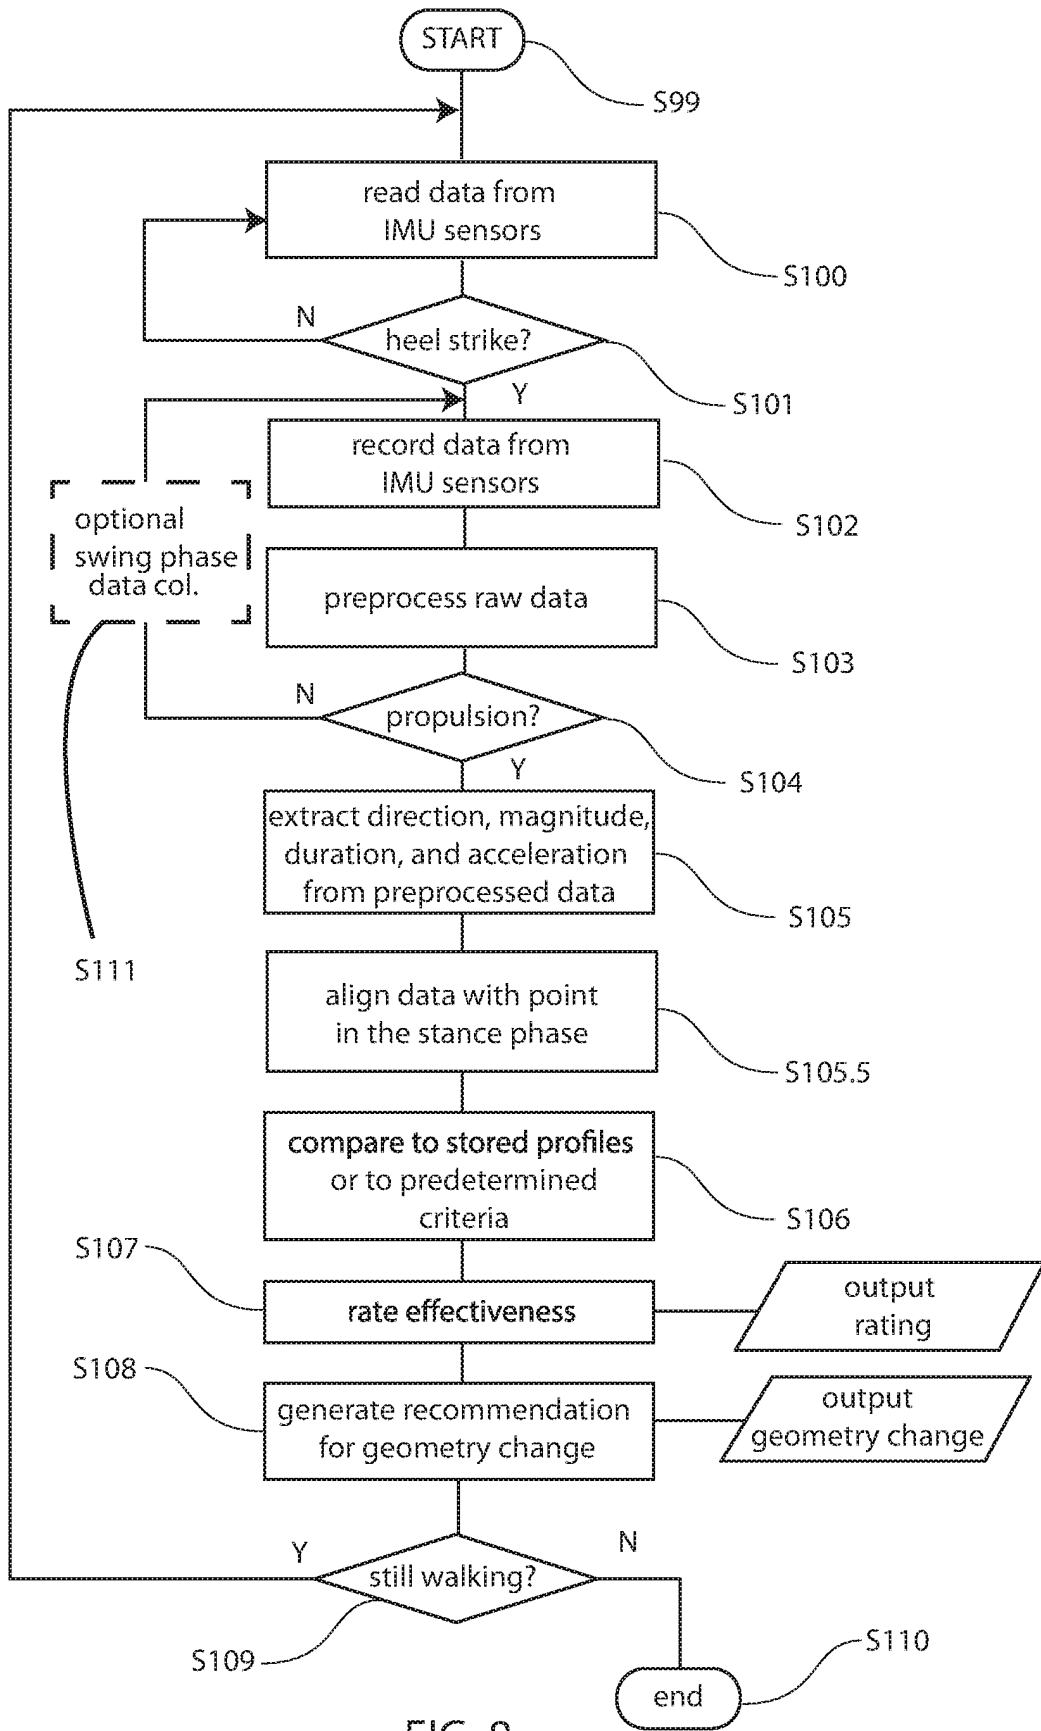 START
S99
read data from
IMU sensors
S100
N
heel strike?
Y
S101
record data from
IMU sensors
S102
optional
swing phase
data col.
preprocess raw data
S103
N
propulsion?
Y
S104
extract direction, magnitude,
duration, and acceleration
from preprocessed data
S105
S111
align data with point
in the stance phase
S105.5
compare to stored profiles
or to predetermined
criteria
S106
S107
rate effectiveness
output
rating
S108
generate recommendation
for geometry change
output
geometry change
Y
still walking?
N
S109
S110
end